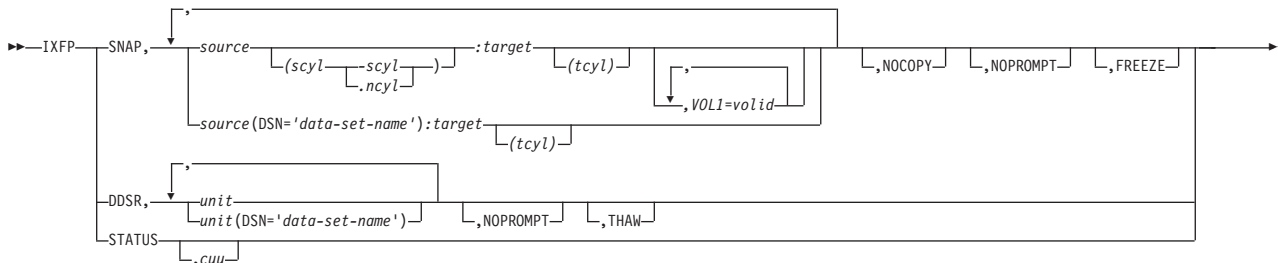 ,
IXFP SNAP, source :target ,NOCOPY ,NOPROMPT ,FREEZE
(scyl -scyl ) (tcyl) ,
.ncyl ,VOL1=volid
source(DSN='data-set-name'):target
(tcyl)
,
DDSR, unit
unit(DSN='data-set-name') ,NOPROMPT ,THAW
STATUS
,cuu